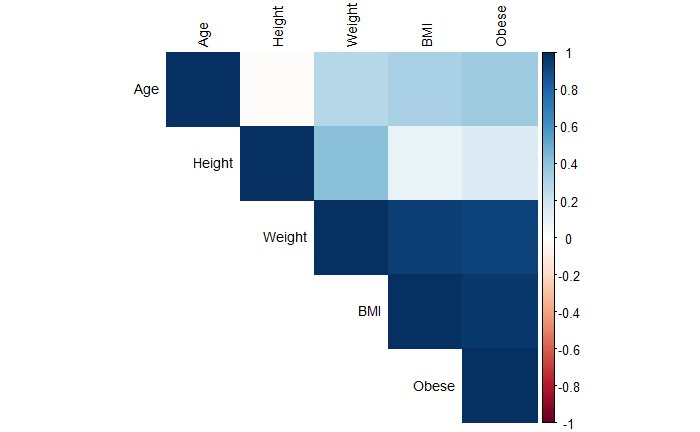 Age
Height
Weight
BMI
Obese
Age
Height
Weight
BMI
Obese
1
0.8
0.6
0.4
0.2
0
-0.2
-0.4
-0.6
-0.8
-1